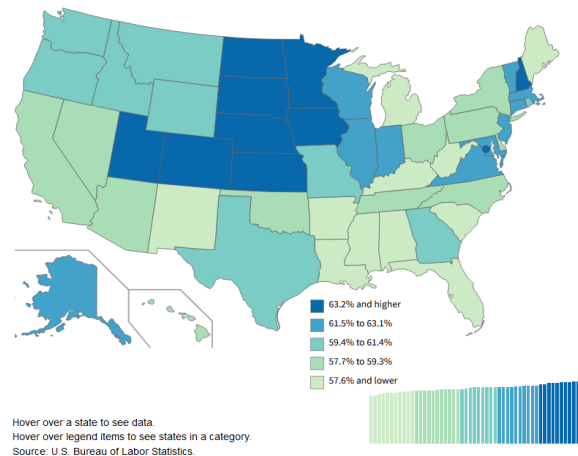 63.2% and higher
61.5% to 63.1%
59.4% to 61.4%
57.7% to 59.3%
57.6% and lower
Hover over a state to see data.
Hover over legend items to see states in a category.
Source: U.S. Bureau of Labor Statistics.